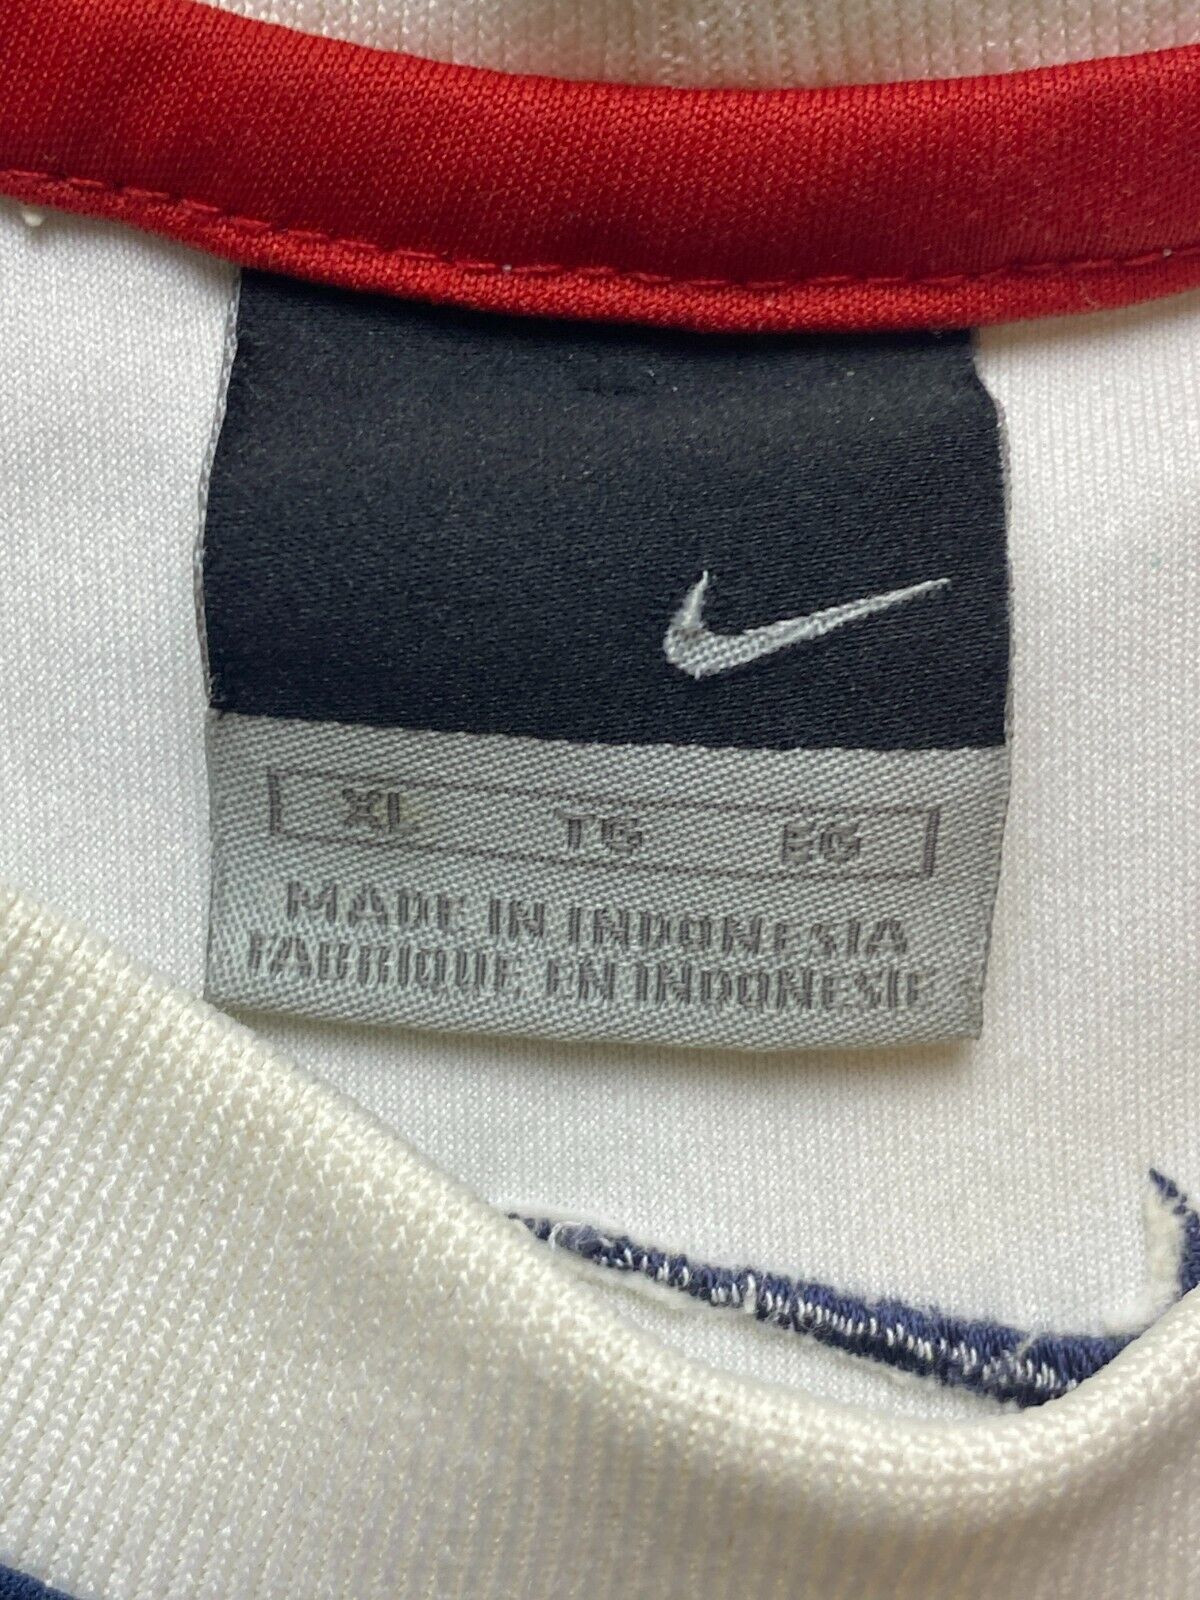 XL TG EG
MADE IN INDONESIA
FABRIQUE EN INDONESIE